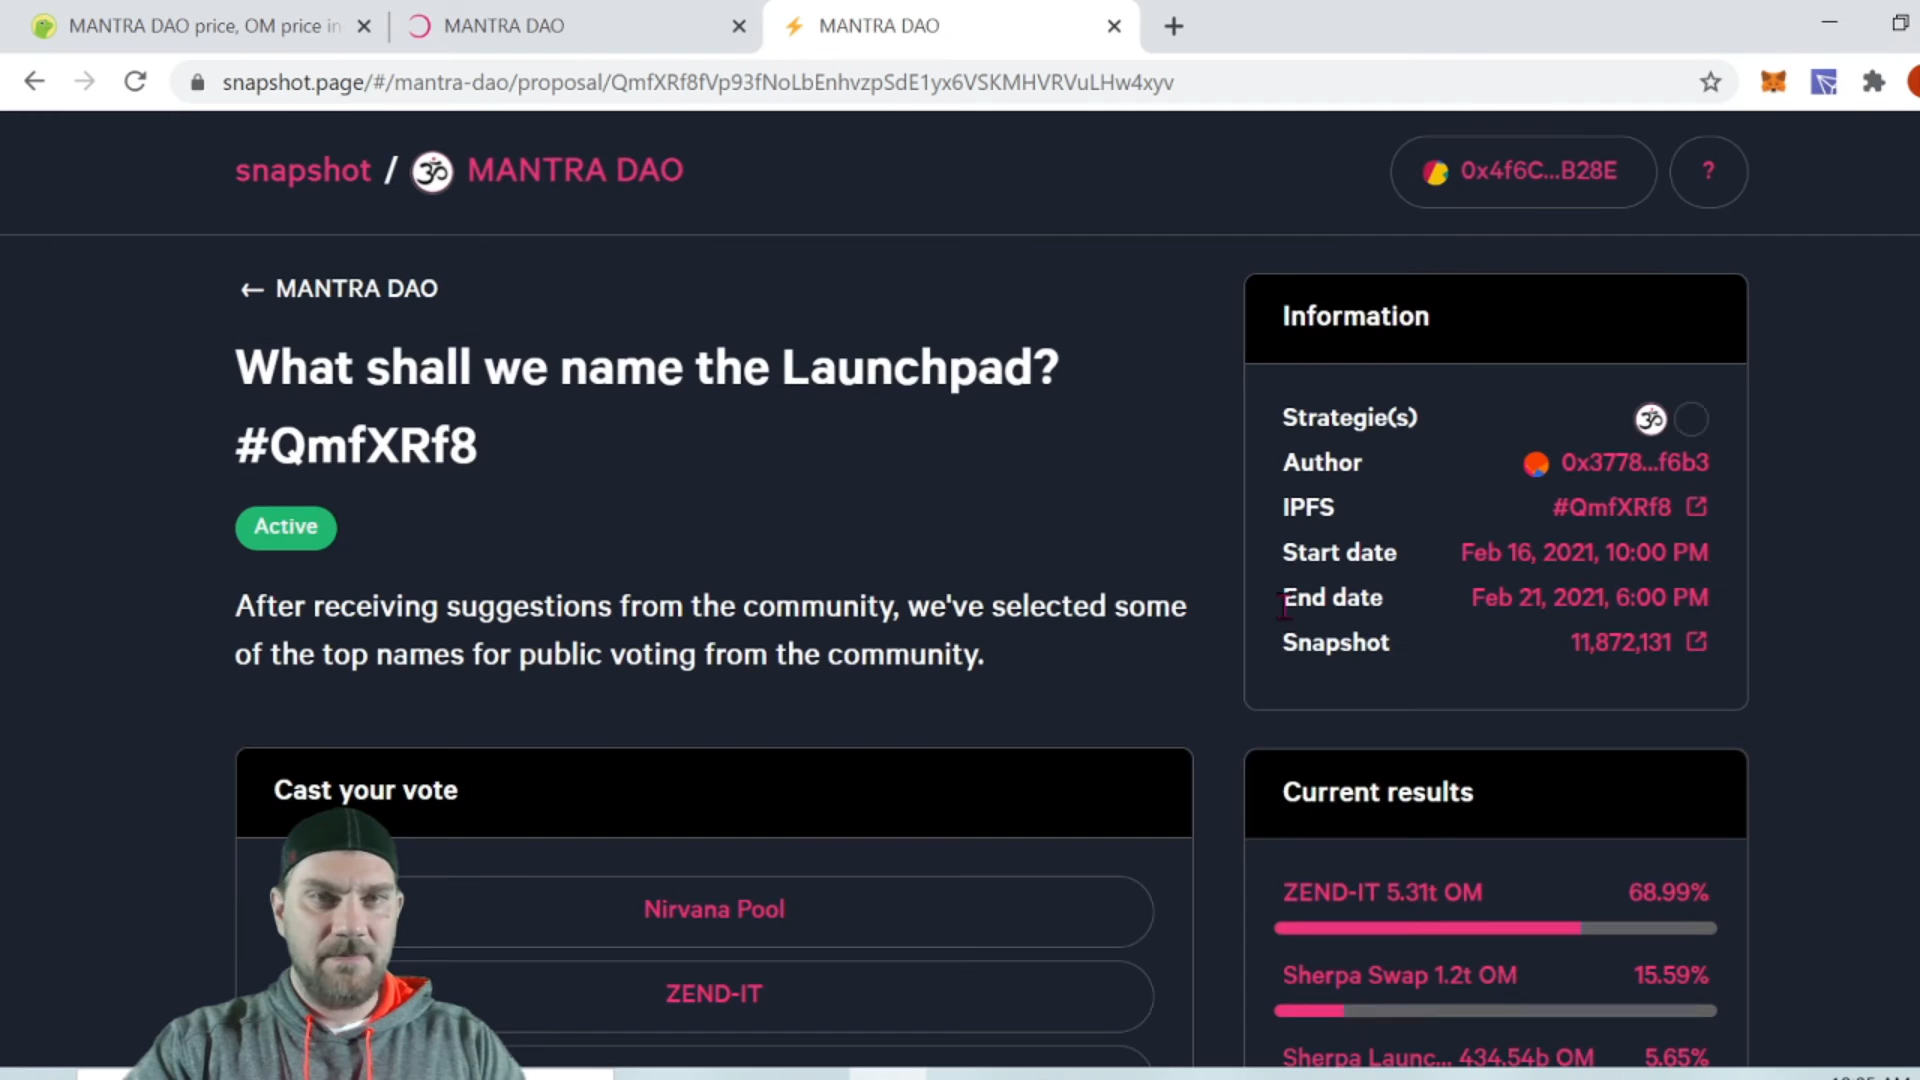 MANTRA DAO price, OM price in
MANTRA DAO
MANTRA DAO
snapshot.page/#/mantra-dao/proposal/QmfXRf8fVp93fNoLbEnhvzpSdE1yx6VSKMHVRVuLHw4xyv
snapshot / MANTRA DAO
0x4f6C...B28E
?
← MANTRA DAO
What shall we name the Launchpad?
#QmfXRf8
Active
After receiving suggestions from the community, we've selected some
of the top names for public voting from the community.
Cast your vote
Nirvana Pool
ZEND-IT
Information
Strategie(s)
Author 0x3778...f6b3
IPFS #QmfXRf8
Start date Feb 16, 2021, 10:00 PM
End date Feb 21, 2021, 6:00 PM
Snapshot 11,872,131
Current results
ZEND-IT 5.31t OM 68.99%
Sherpa Swap 1.2t OM 15.59%
Sherpa Launc... 434.54b OM 5.65%